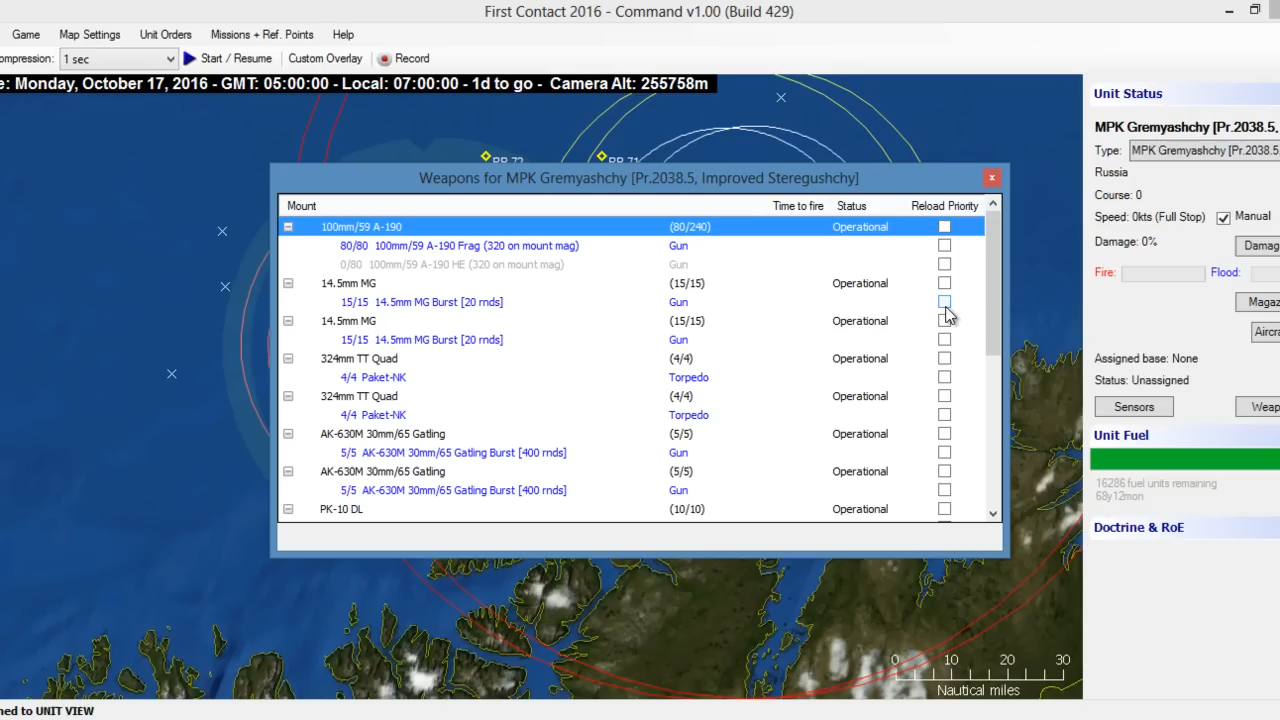 First Contact 2016 - Command v1.00 (Build 429)
Game Map Settings Unit Orders Missions + Ref. Points Help
ompression: 1 sec Start / Resume Custom Overlay Record
e: Monday, October 17, 2016 - GMT: 05:00:00 - Local: 07:00:00 - 1d to go - Camera Alt: 255758m
Weapons for MPK Gremyashchy [Pr.2038.5, Improved Steregushchy]
x
Mount Time to fire Status Reload Priority
100mm/59 A-190 (80/240) Operational
80/80 100mm/59 A-190 Frag (320 on mount mag) Gun
0/80 100mm/59 A-190 HE (320 on mount mag) Gun
14.5mm MG (15/15) Operational
15/15 14.5mm MG Burst [20 rnds] Gun
14.5mm MG (15/15) Operational
15/15 14.5mm MG Burst [20 rnds] Gun
324mm TT Quad (4/4) Operational
4/4 Paket-NK Torpedo
324mm TT Quad (4/4) Operational
4/4 Paket-NK Torpedo
AK-630M 30mm/65 Gatling (5/5) Operational
5/5 AK-630M 30mm/65 Gatling Burst [400 rnds] Gun
AK-630M 30mm/65 Gatling (5/5) Operational
5/5 AK-630M 30mm/65 Gatling Burst [400 rnds] Gun
PK-10 DL (10/10) Operational
0 10 20 30
Nautical miles
Unit Status
MPK Gremyashchy [Pr.2038.5,
Type: MPK Gremyashchy [Pr.2038.5
Russia
Course: 0
Speed: 0kts (Full Stop) Manual
Damage: 0% Damag
Fire: Flood:
Magaz
Aircra
Assigned base: None
Status: Unassigned
Sensors Weap
Unit Fuel
16286 fuel units remaining
68y12mon
Doctrine & RoE
ned to UNIT VIEW